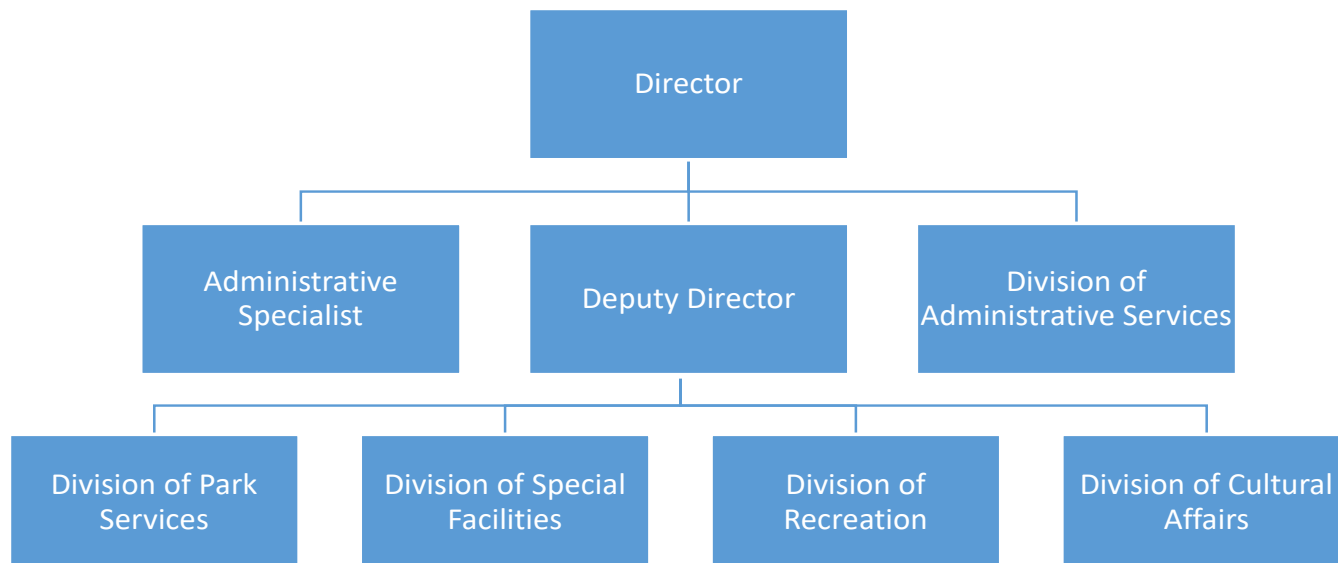 Director
Administrative
Specialist
Deputy Director
Division of
Administrative Services
Division of Park
Services
Division of Special
Facilities
Division of
Recreation
Division of Cultural
Affairs